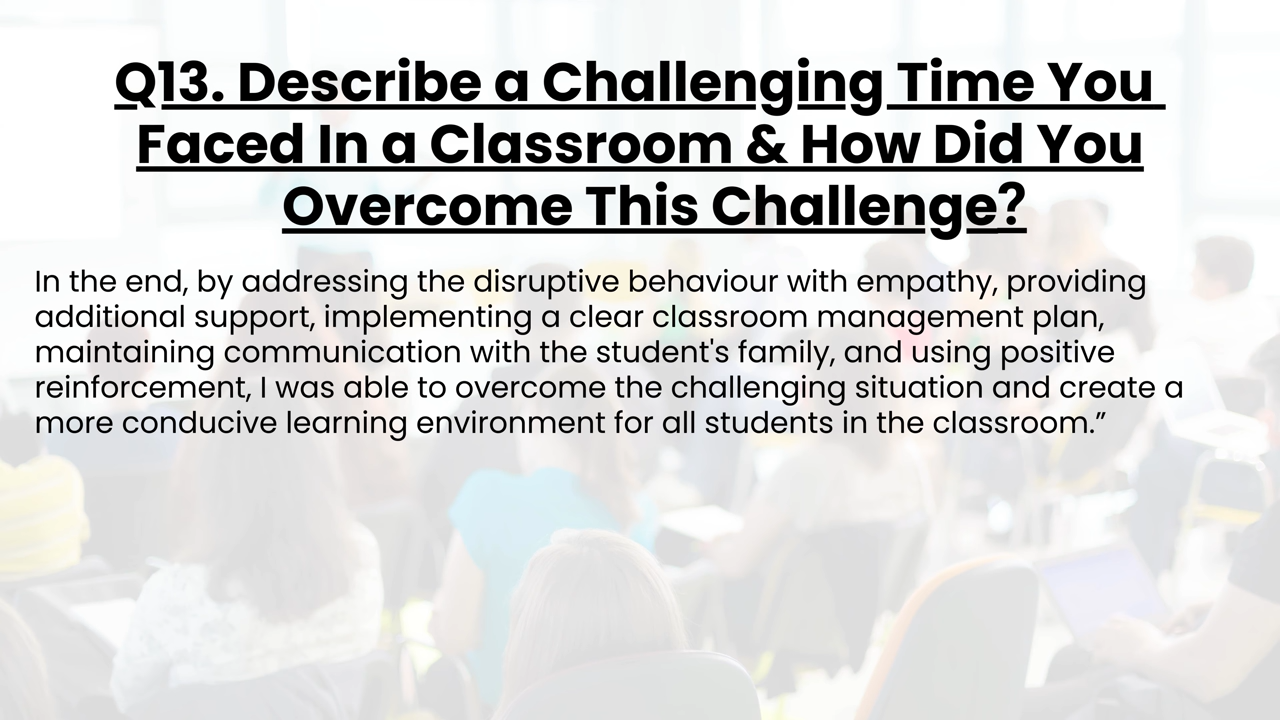 Q13. Describe a Challenging Time You
Faced In a Classroom & How Did You
Overcome This Challenge?
In the end, by addressing the disruptive behaviour with empathy, providing
additional support, implementing a clear classroom management plan,
maintaining communication with the student's family, and using positive
reinforcement, I was able to overcome the challenging situation and create a
more conducive learning environment for all students in the classroom.”